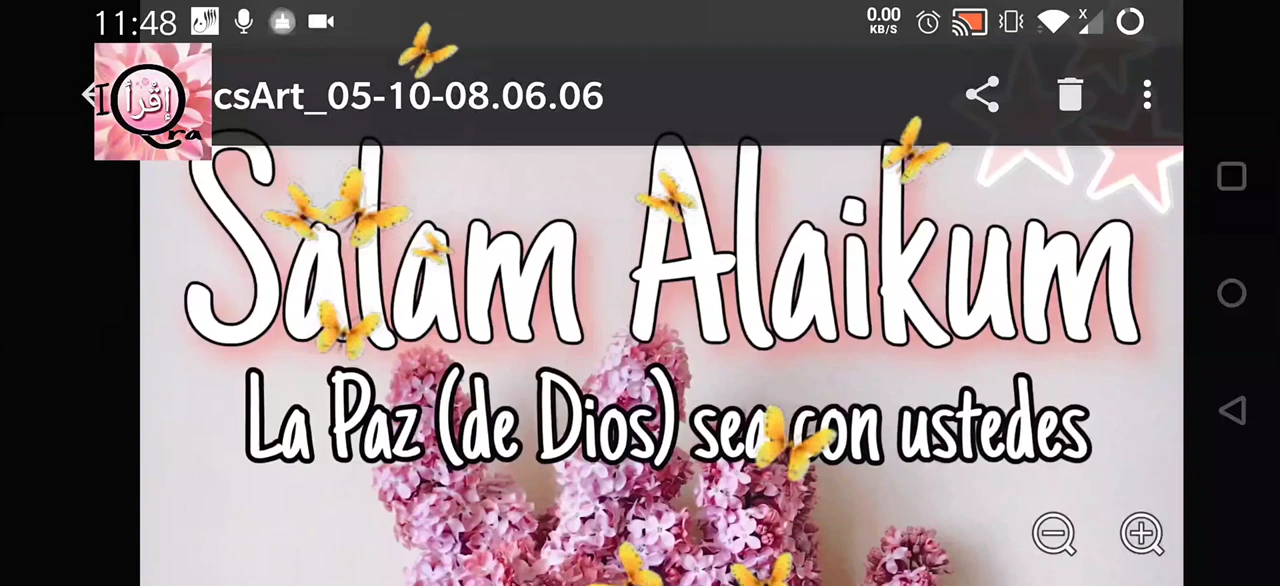 11:48
0.00
KB/S
X
I إقرأ Qra
csArt_05-10-08.06.06
Salam Alaikum
La Paz (de Dios) sea con ustedes